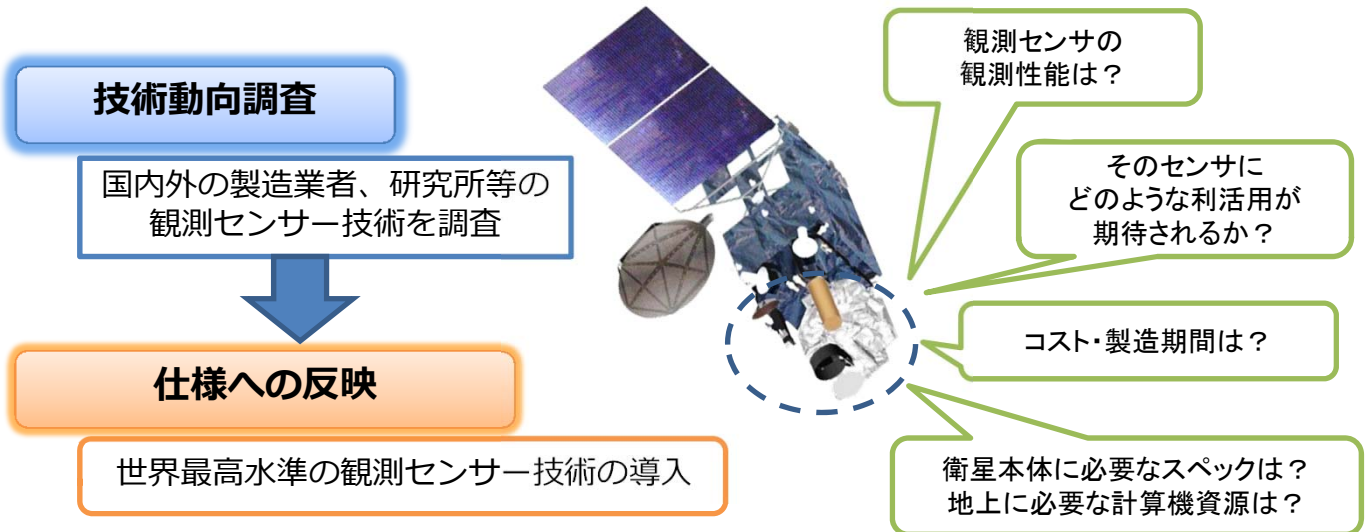 技術動向調査
国内外の製造業者、研究所等の
観測センサー技術を調査
仕様への反映
世界最高水準の観測センサー技術の導入
観測センサの
観測性能は？
そのセンサに
どのような利活用が
期待されるか？
コスト・製造期間は？
衛星本体に必要なスペックは？
地上に必要な計算機資源は？